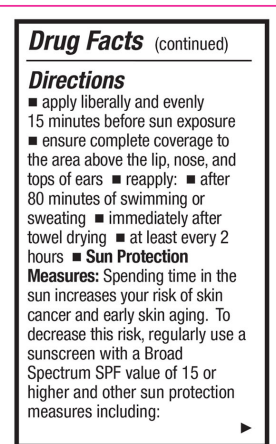 Drug Facts (continued)
Directions
■ apply liberally and evenly
15 minutes before sun exposure
■ ensure complete coverage to
the area above the lip, nose, and
tops of ears ■ reapply: ■ after
80 minutes of swimming or
sweating ■ immediately after
towel drying ■ at least every 2
hours ■ Sun Protection
Measures: Spending time in the
sun increases your risk of skin
cancer and early skin aging. To
decrease this risk, regularly use a
sunscreen with a Broad
Spectrum SPF value of 15 or
higher and other sun protection
measures including:
►